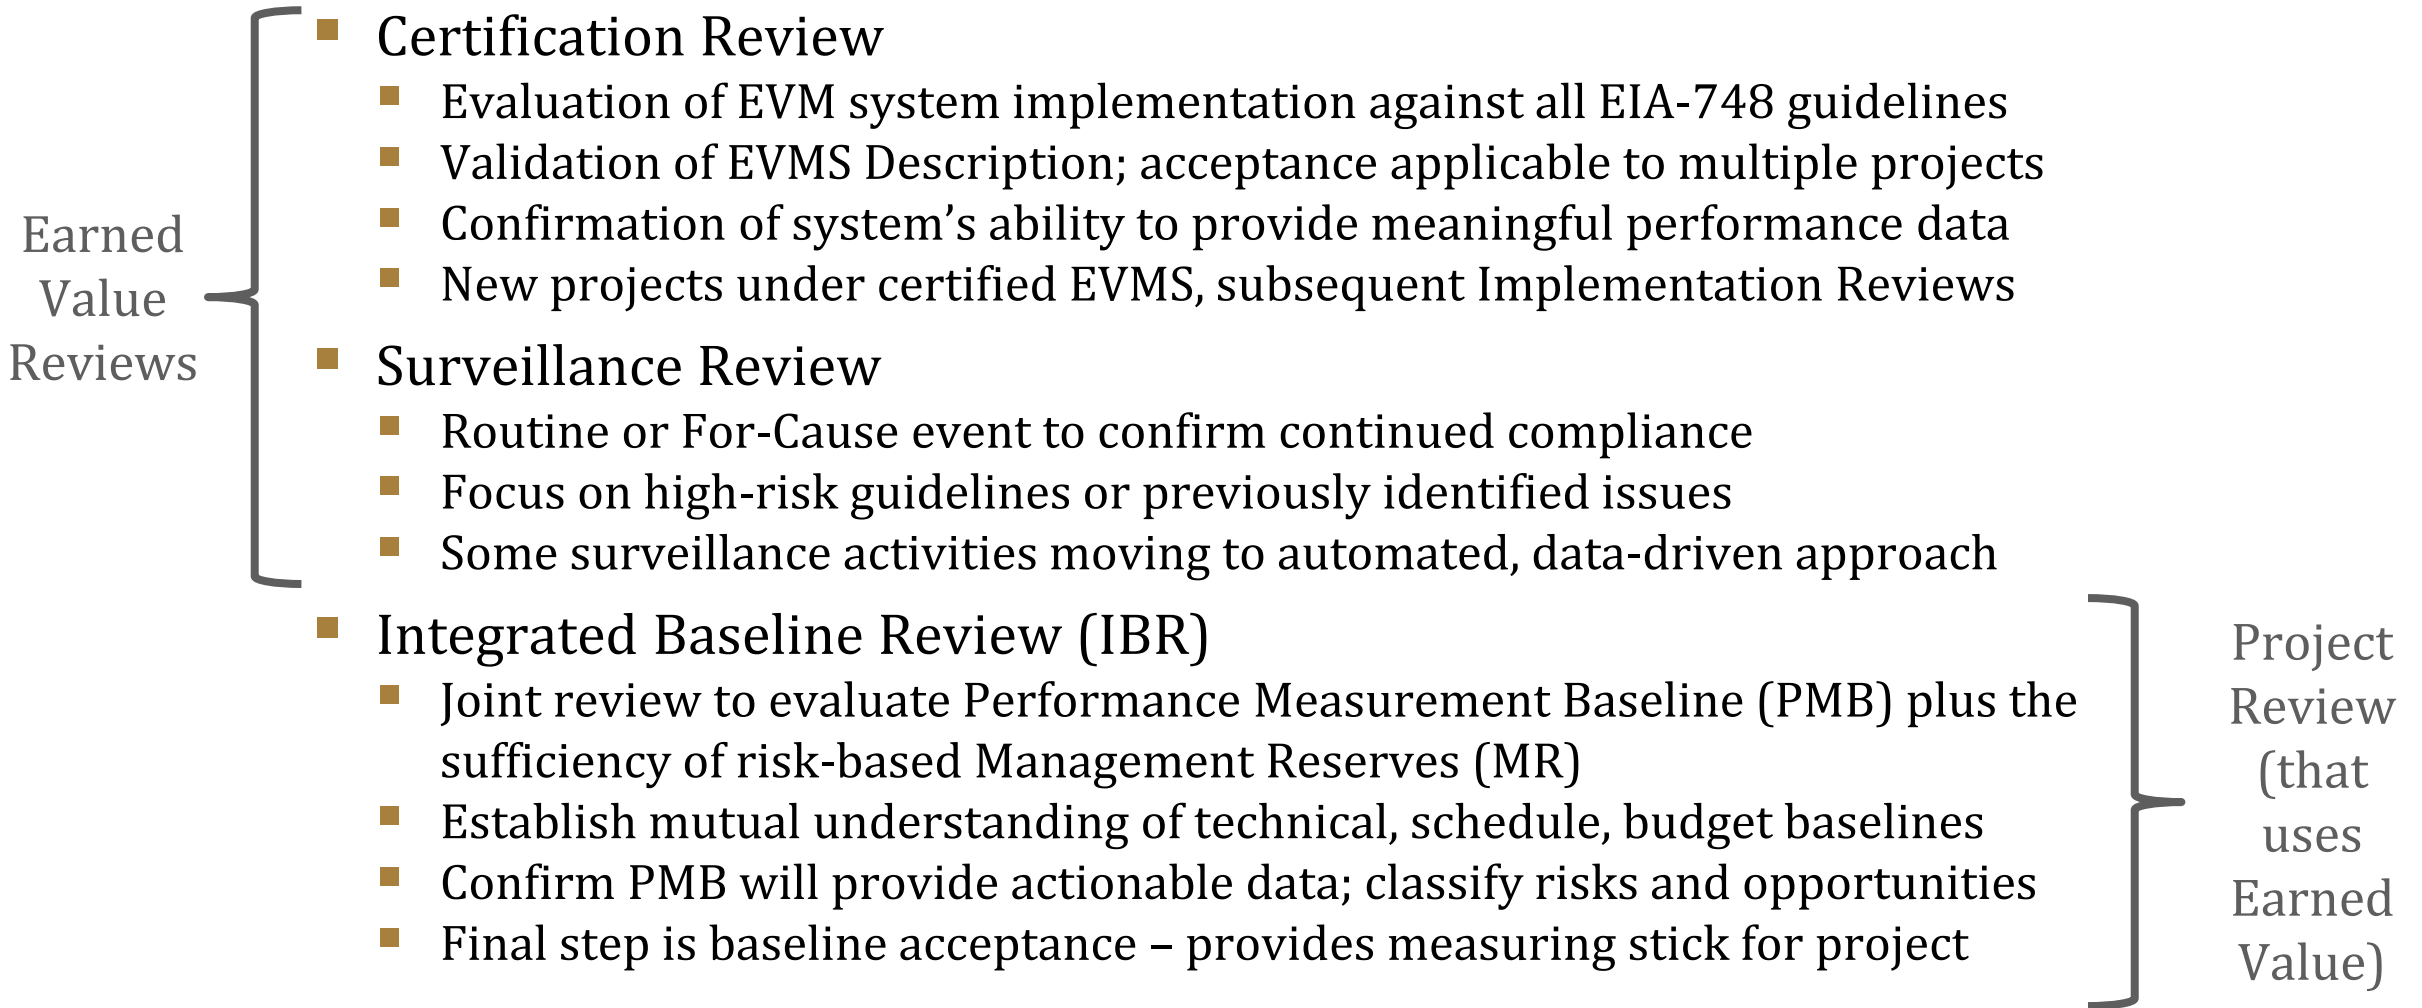 Earned
Value
Reviews
Certification Review
Evaluation of EVM system implementation against all EIA-748 guidelines
Validation of EVMS Description; acceptance applicable to multiple projects
Confirmation of system’s ability to provide meaningful performance data
New projects under certified EVMS, subsequent Implementation Reviews
Surveillance Review
Routine or For-Cause event to confirm continued compliance
Focus on high-risk guidelines or previously identified issues
Some surveillance activities moving to automated, data-driven approach
Integrated Baseline Review (IBR)
Joint review to evaluate Performance Measurement Baseline (PMB) plus the
sufficiency of risk-based Management Reserves (MR)
Establish mutual understanding of technical, schedule, budget baselines
Confirm PMB will provide actionable data; classify risks and opportunities
Final step is baseline acceptance – provides measuring stick for project
Project
Review
(that
uses
Earned
Value)